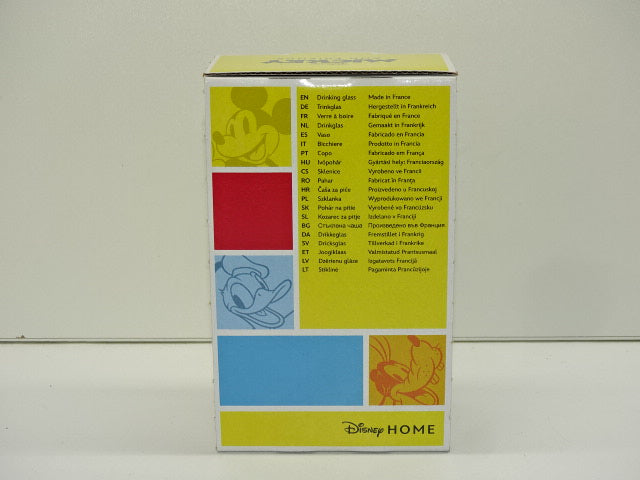 MICKEY
EN Drinking glass Made in France
DE Trinkglas Hergestellt in Frankreich
FR Verre à boire Fabriqué en France
NL Drinkglas Gemaakt in Frankrijk
ES Vaso Fabricado en Francia
IT Bicchiere Prodotto in Francia
PT Copo Fabricado em França
HU Ivópohár Gyártási hely: Franciaország
CS Sklenice Vyrobeno ve Francii
RO Pahar Fabricat în Franța
HR Čaša za piće Proizvedeno u Francuskoj
PL Szklanka Wyprodukowano we Francji
SK Pohár na pitie Vyrobené vo Francúzsku
SL Kozarec za pitje Izdelano v Franciji
BG Стъклена чаша Произведено във Франция
DA Drikkeglas Fremstillet i Frankrig
SV Dricksglas Tillverkad i Frankrike
ET Joogiklaas Valmistatud Prantsusmaal
LV Dzērienu glāze Izgatavots Francijā
LT Stiklinė Pagaminta Prancūzijoje
Disney HOME